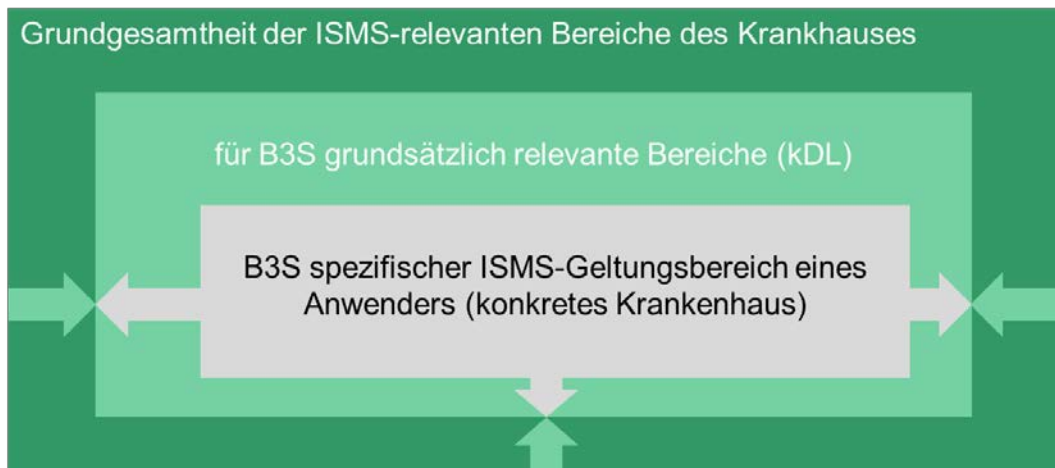 Grundgesamtheit der ISMS-relevanten Bereiche des Krankhauses
für B3S grundsätzlich relevante Bereiche (kDL)
B3S spezifischer ISMS-Geltungsbereich eines
Anwenders (konkretes Krankenhaus)